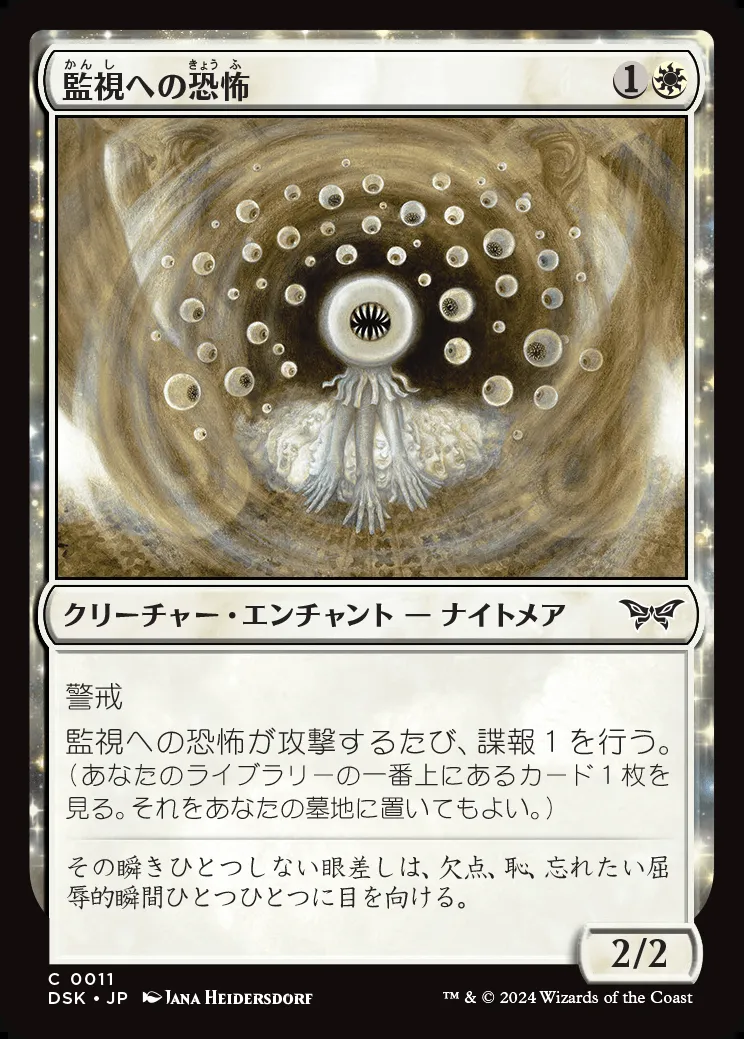 かんし きょうふ
監視への恐怖 1
クリーチャー・エンチャント — ナイトメア
警戒
監視への恐怖が攻撃するたび、諜報１を行う。
（あなたのライブラリーの一番上にあるカード１枚を
見る。それをあなたの墓地に置いてもよい。）
その瞬きひとつしない眼差しは、欠点、恥、忘れたい屈
辱的瞬間ひとつひとつに目を向ける。
2/2
C 0011
DSK • JP Jana Heidersdorf
™ & © 2024 Wizards of the Coast